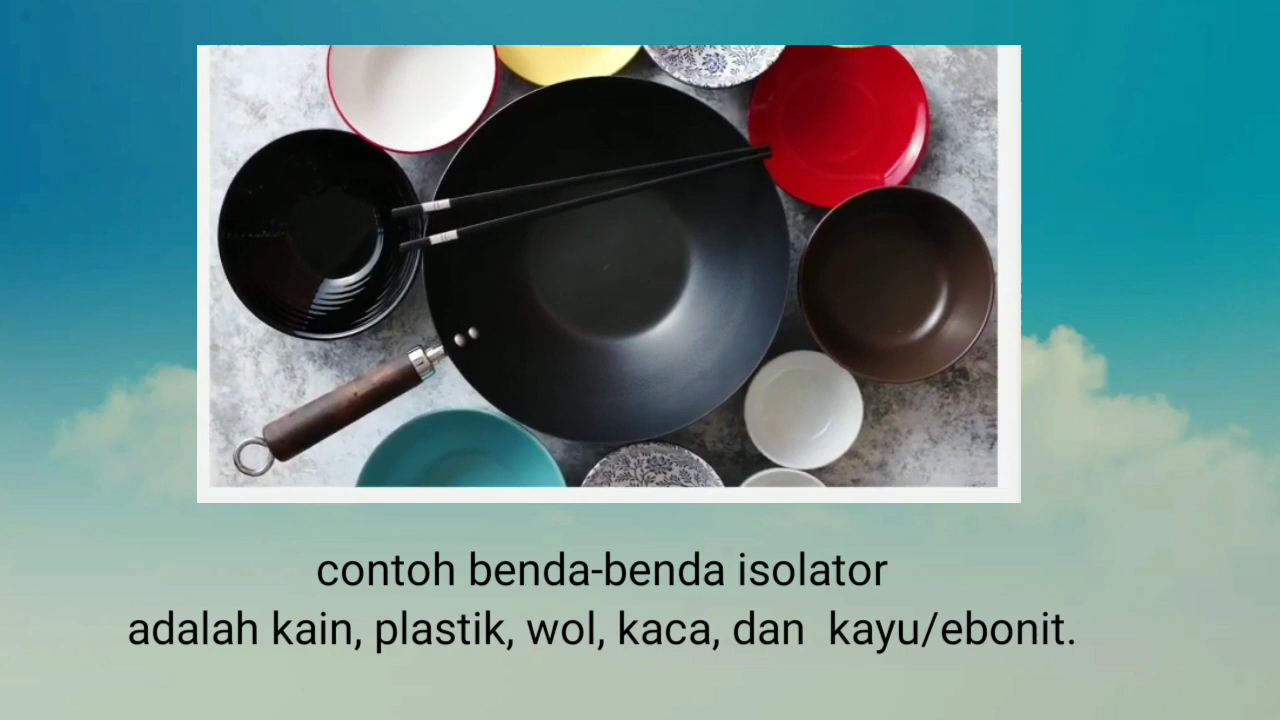 contoh benda-benda isolator
adalah kain, plastik, wol, kaca, dan  kayu/ebonit.